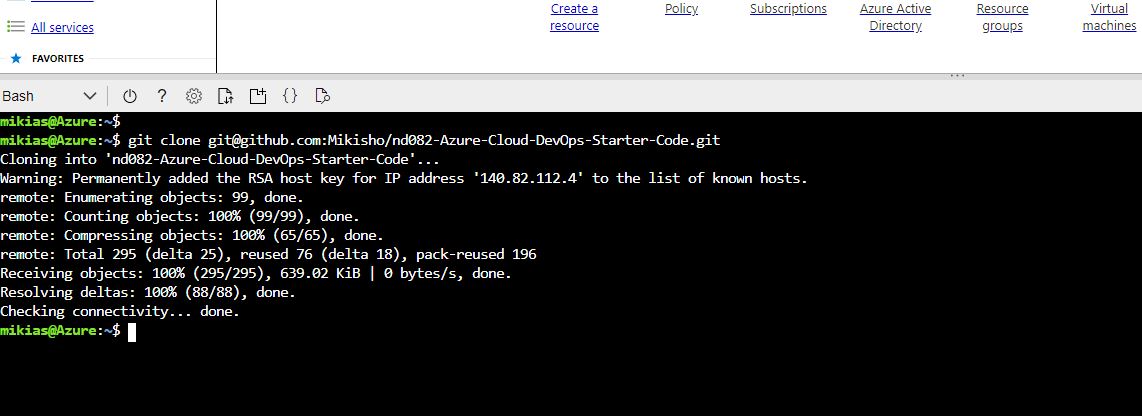 Create a resource
Policy
Subscriptions
Azure Active Directory
Resource groups
Virtual machines
All services
FAVORITES
Bash
mikias@Azure:~$
mikias@Azure:~$ git clone git@github.com:Mikisho/nd082-Azure-Cloud-DevOps-Starter-Code.git
Cloning into 'nd082-Azure-Cloud-DevOps-Starter-Code'...
Warning: Permanently added the RSA host key for IP address '140.82.112.4' to the list of known hosts.
remote: Enumerating objects: 99, done.
remote: Counting objects: 100% (99/99), done.
remote: Compressing objects: 100% (65/65), done.
remote: Total 295 (delta 25), reused 76 (delta 18), pack-reused 196
Receiving objects: 100% (295/295), 639.02 KiB | 0 bytes/s, done.
Resolving deltas: 100% (88/88), done.
Checking connectivity... done.
mikias@Azure:~$